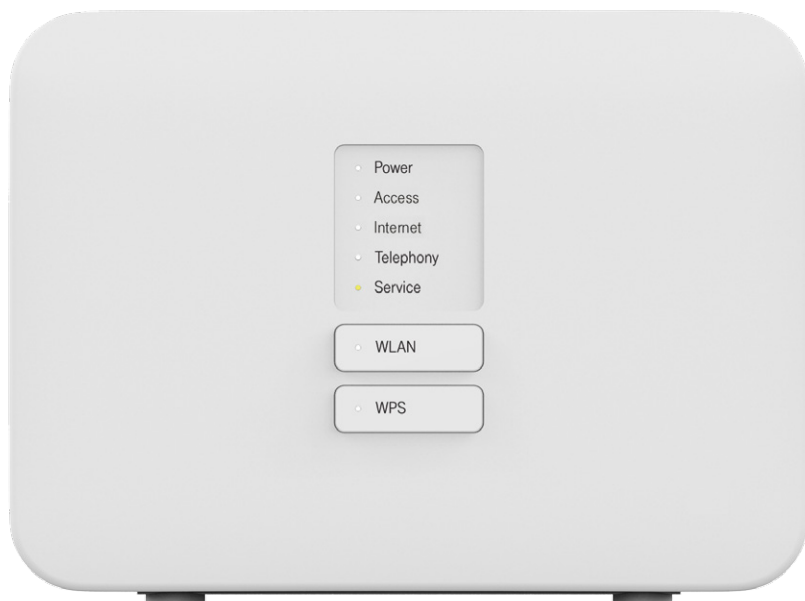 Power
Access
Internet
Telephony
Service
WLAN
WPS